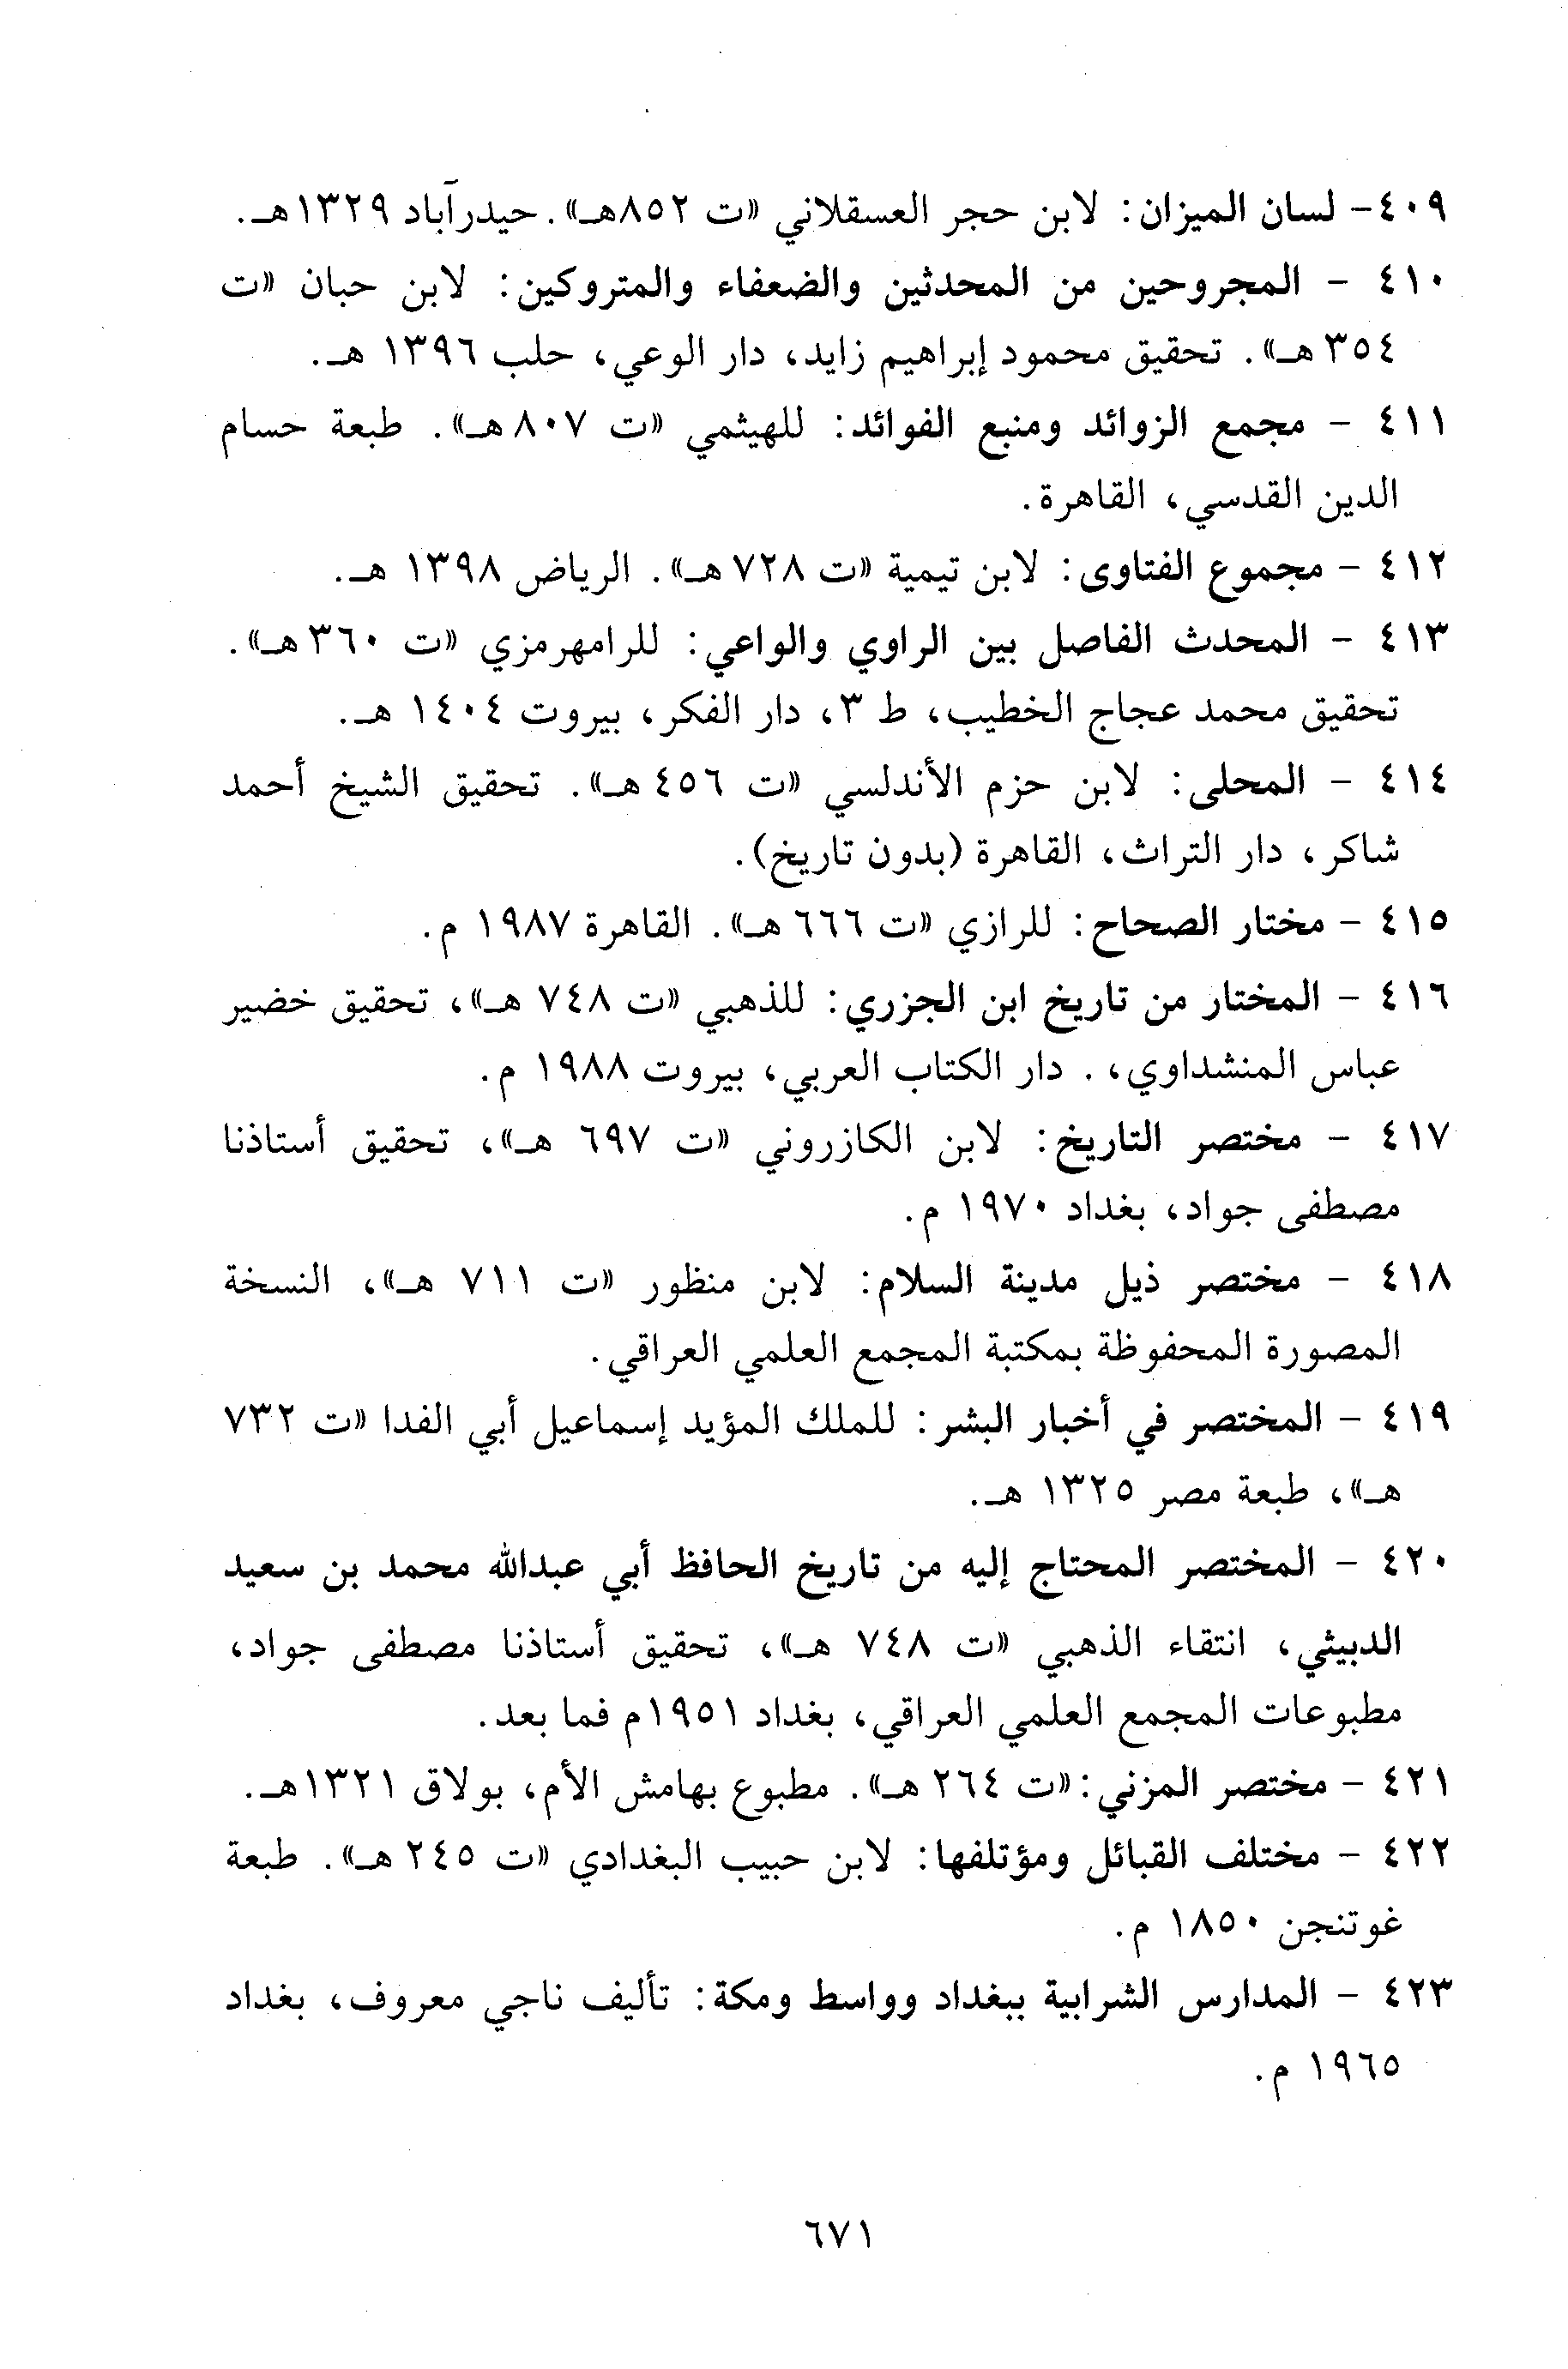 ٤٠٩- لسان الميزان: لابن حجر العسقلاني «ت ٨٥٢هـ». حيدرآباد ١٣٢٩هـ.
٤١٠ - المجروحين من المحدثين والضعفاء والمتروكين: لابن حبان «ت
٣٥٤ هـ». تحقيق محمود إبراهيم زايد، دار الوعي، حلب ١٣٩٦ هـ.
٤١١ - مجمع الزوائد ومنبع الفوائد: للهيثمي «ت ٨٠٧ هـ». طبعة حسام
الدين القدسي، القاهرة.
٤١٢ - مجموع الفتاوى: لابن تيمية «ت ٧٢٨ هـ». الرياض ١٣٩٨ هـ.
٤١٣ - المحدث الفاصل بين الراوي والواعي: للرامهرمزي «ت ٣٦٠ هـ».
تحقيق محمد عجاج الخطيب، ط ٣، دار الفكر، بيروت ١٤٠٤ هـ.
٤١٤ - المحلى: لابن حزم الأندلسي «ت ٤٥٦ هـ». تحقيق الشيخ أحمد
شاكر، دار التراث، القاهرة (بدون تاريخ).
٤١٥ - مختار الصحاح: للرازي «ت ٦٦٦ هـ». القاهرة ١٩٨٧ م.
٤١٦ - المختار من تاريخ ابن الجزري: للذهبي «ت ٧٤٨ هـ»، تحقيق خضير
عباس المنشداوي، . دار الكتاب العربي، بيروت ١٩٨٨ م.
٤١٧ - مختصر التاريخ: لابن الكازروني «ت ٦٩٧ هـ»، تحقيق أستاذنا
مصطفى جواد، بغداد ١٩٧٠ م.
٤١٨ - مختصر ذيل مدينة السلام: لابن منظور «ت ٧١١ هـ»، النسخة
المصورة المحفوظة بمكتبة المجمع العلمي العراقي.
٤١٩ - المختصر في أخبار البشر: للملك المؤيد إسماعيل أبي الفدا «ت ٧٣٢
هـ»، طبعة مصر ١٣٢٥ هـ.
٤٢٠ - المختصر المحتاج إليه من تاريخ الحافظ أبي عبدالله محمد بن سعيد
الدبيثي، انتقاء الذهبي «ت ٧٤٨ هـ»، تحقيق أستاذنا مصطفى جواد،
مطبوعات المجمع العلمي العراقي، بغداد ١٩٥١م فما بعد.
٤٢١ - مختصر المزني: «ت ٢٦٤ هـ». مطبوع بهامش الأم، بولاق ١٣٢١هـ.
٤٢٢ - مختلف القبائل ومؤتلفها: لابن حبيب البغدادي «ت ٢٤٥ هـ». طبعة
غوتنجن ١٨٥٠ م.
٤٢٣ - المدارس الشرابية ببغداد وواسط ومكة: تأليف ناجي معروف، بغداد
١٩٦٥ م.
٦٧١